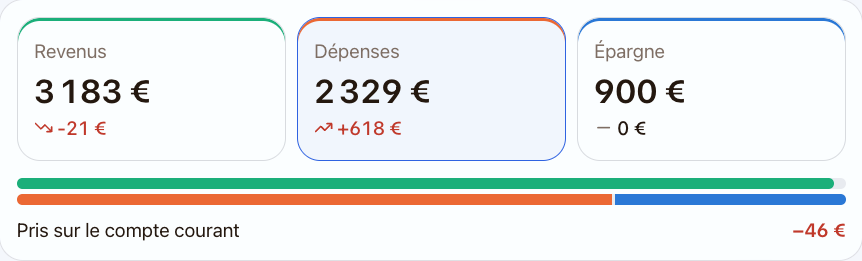 Revenus
3 183 €
-21 €
Dépenses
2 329 €
+618 €
Épargne
900 €
0 €
Pris sur le compte courant
−46 €